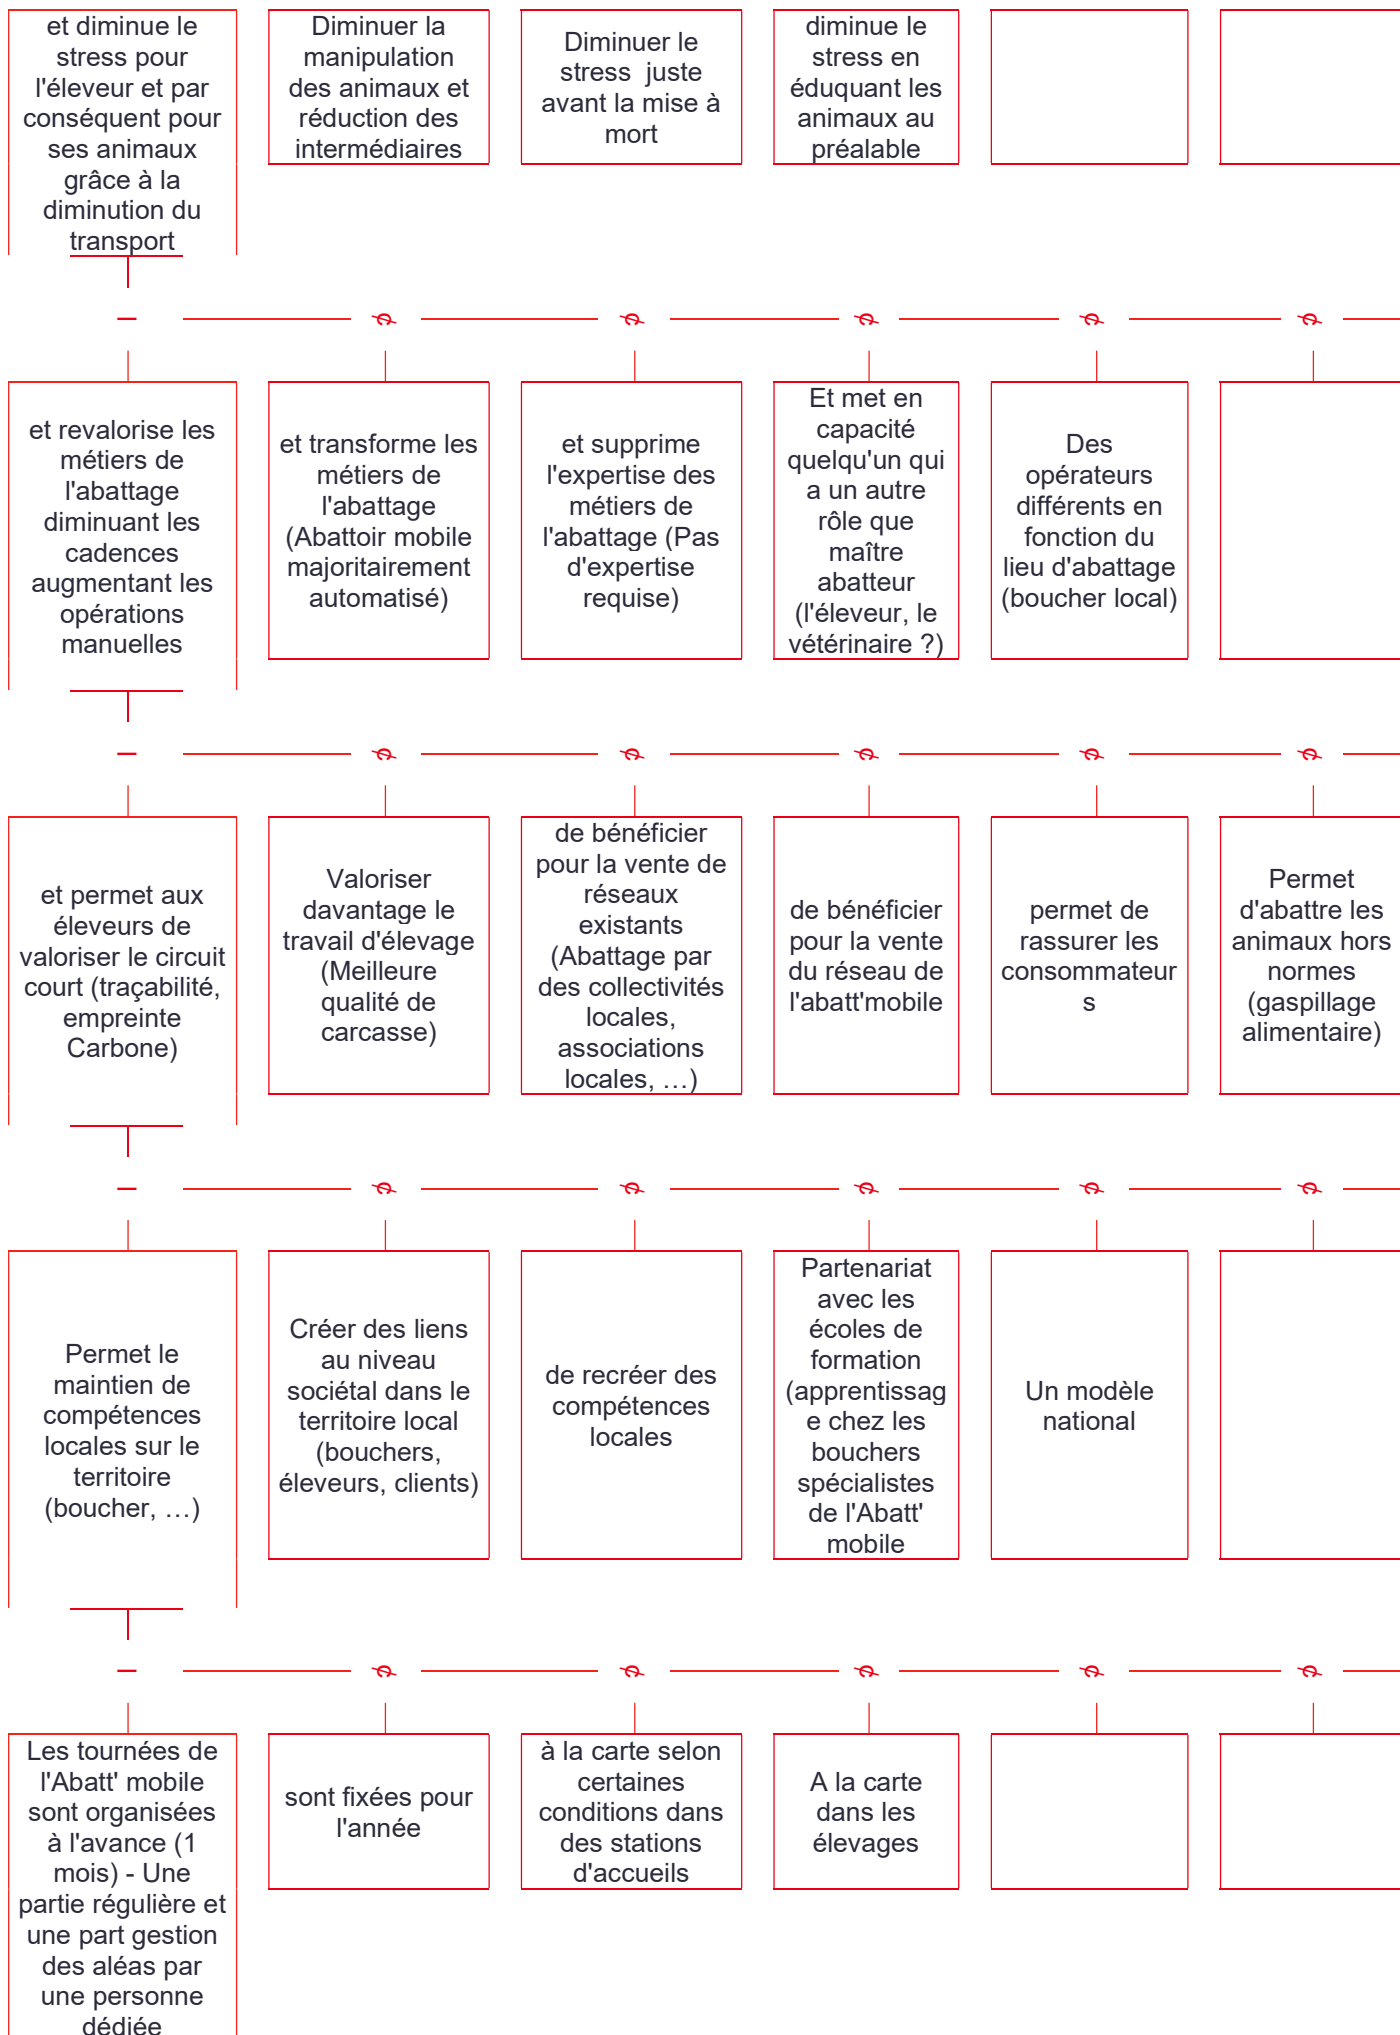 et diminue le
stress pour
l'éleveur et par
conséquent pour
ses animaux
grâce à la
diminution du
transport
Diminuer la
manipulation
des animaux et
réduction des
intermédiaires
Diminuer le
stress juste
avant la mise à
mort
diminue le
stress en
éduquant les
animaux au
préalable
et revalorise les
métiers de
l'abattage
diminuant les
cadences
augmentant les
opérations
manuelles
et transforme les
métiers de
l'abattage
(Abattoir mobile
majoritairement
automatisé)
et supprime
l'expertise des
métiers de
l'abattage (Pas
d'expertise
requise)
Et met en
capacité
quelqu'un qui
a un autre
rôle que
maître
abatteur
(l'éleveur, le
vétérinaire ?)
Des
opérateurs
différents en
fonction du
lieu d'abattage
(boucher local)
et permet aux
éleveurs de
valoriser le circuit
court (traçabilité,
empreinte
Carbone)
Valoriser
davantage le
travail d'élevage
(Meilleure
qualité de
carcasse)
de bénéficier
pour la vente de
réseaux
existants
(Abattage par
des collectivités
locales,
associations
locales, …)
de bénéficier
pour la vente
du réseau de
l'abatt'mobile
permet de
rassurer les
consommateur
s
Permet
d'abattre les
animaux hors
normes
(gaspillage
alimentaire)
Permet le
maintien de
compétences
locales sur le
territoire
(boucher, …)
Créer des liens
au niveau
sociétal dans le
territoire local
(bouchers,
éleveurs, clients)
de recréer des
compétences
locales
Partenariat
avec les
écoles de
formation
(apprentissag
e chez les
bouchers
spécialistes
de l'Abatt'
mobile
Un modèle
national
Les tournées de
l'Abatt' mobile
sont organisées
à l'avance (1
mois) - Une
partie régulière et
une part gestion
des aléas par
une personne
dédiée
sont fixées pour
l'année
à la carte selon
certaines
conditions dans
des stations
d'accueils
A la carte
dans les
élevages